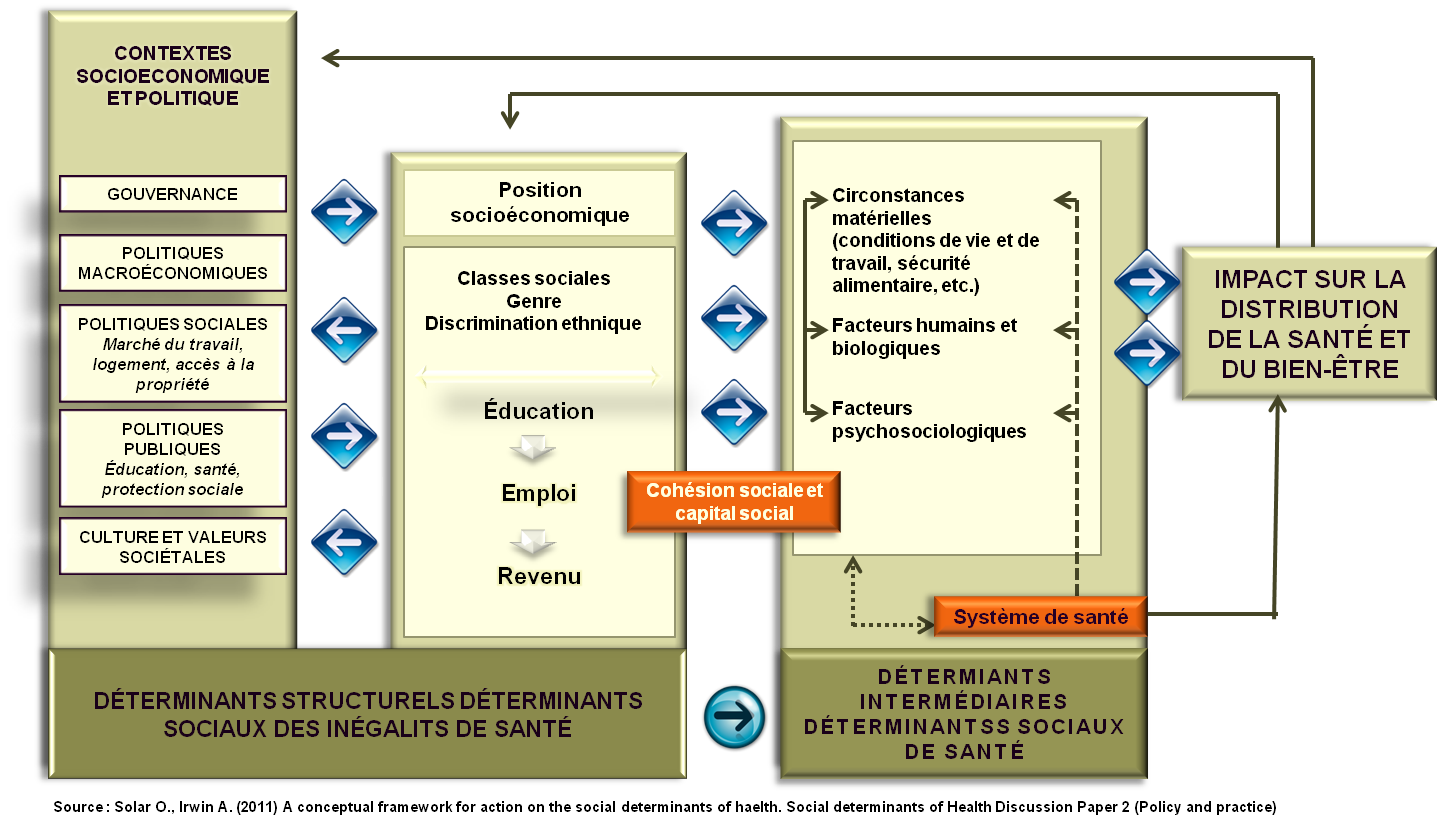 CONTEXTES
SOCIOECONOMIQUE
ET POLITIQUE
GOUVERNANCE
POLITIQUES
MACROÉCONOMIQUES
POLITIQUES SOCIALES
Marché du travail,
logement, accès à la
propriété
POLITIQUES
PUBLIQUES
Éducation, santé,
protection sociale
CULTURE ET VALEURS
SOCIÉTALES
Position
socioéconomique
Classes sociales
Genre
Discrimination ethnique
Éducation
Emploi
Revenu
Cohésion sociale et
capital social
Circonstances
matérielles
(conditions de vie et de
travail, sécurité
alimentaire, etc.)
Facteurs humains et
biologiques
Facteurs
psychosociologiques
Système de santé
IMPACT SUR LA
DISTRIBUTION
DE LA SANTÉ ET
DU BIEN-ÊTRE
DÉTERMINANTS STRUCTURELS DÉTERMINANTS
SOCIAUX DES INÉGALITS DE SANTÉ
DÉTERMIANTS
INTERMÉDIAIRES
DÉTERMINANTSS SOCIAUX
DE SANTÉ
Source : Solar O., Irwin A. (2011) A conceptual framework for action on the social determinants of haelth. Social determinants of Health Discussion Paper 2 (Policy and practice)